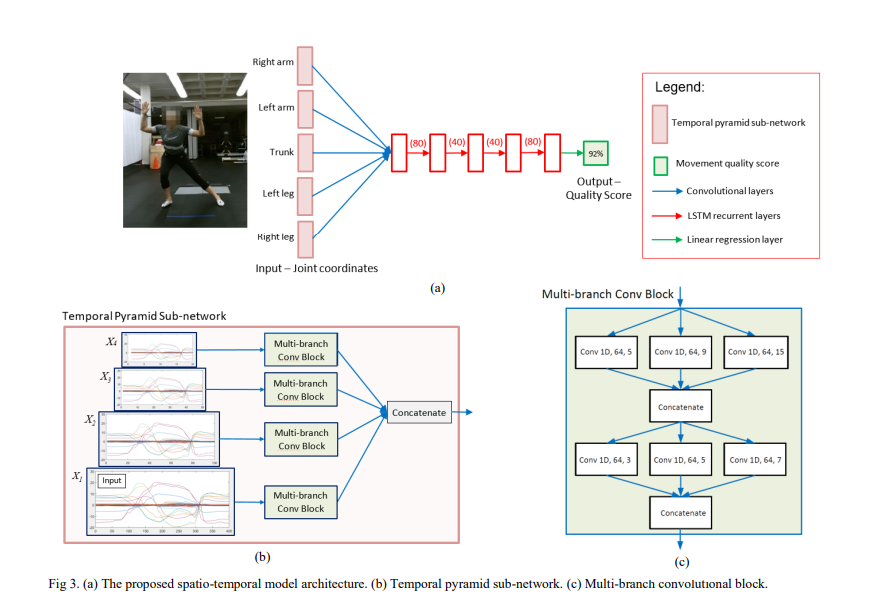 Right arm
Left arm
Trunk
Left leg
Right leg
Input – Joint coordinates
(80)
(40)
(40)
(80)
92%
Output –
Quality Score
Legend:
Temporal pyramid sub-network
Movement quality score
Convolutional layers
LSTM recurrent layers
Linear regression layer
(a)
Temporal Pyramid Sub-network
X4
X3
X2
X1
Input
Multi-branch
Conv Block
Multi-branch
Conv Block
Multi-branch
Conv Block
Multi-branch
Conv Block
Concatenate
(b)
Multi-branch Conv Block
Conv 1D, 64, 5
Conv 1D, 64, 9
Conv 1D, 64, 15
Concatenate
Conv 1D, 64, 3
Conv 1D, 64, 5
Conv 1D, 64, 7
Concatenate
(c)
Fig 3. (a) The proposed spatio-temporal model architecture. (b) Temporal pyramid sub-network. (c) Multi-branch convolutional block.